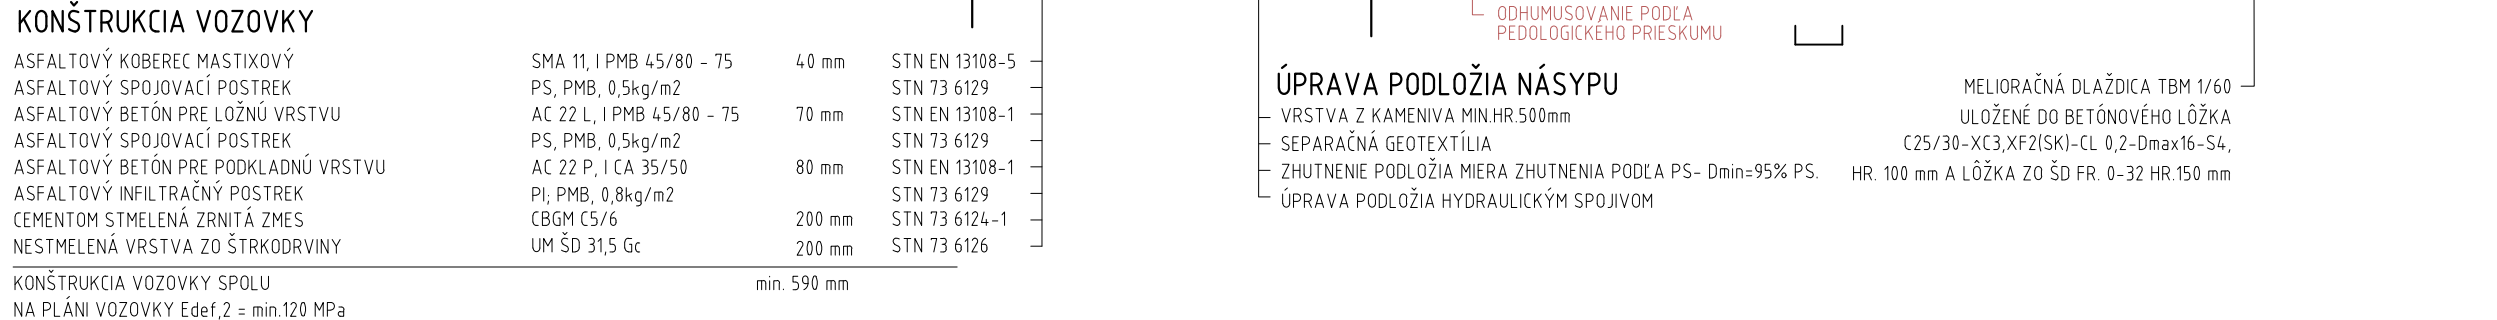 KONŠTRUKCIA VOZOVKY
ASFALTOVÝ KOBEREC MASTIXOVÝ SMA 11, I PMB 45/80 - 75 40 mm STN EN 13108-5
ASFALTOVÝ SPOJOVACÍ POSTREK PS, PMB, 0,5kg/m2 STN 73 6129
ASFALTOVÝ BETÓN PRE LOŽNÚ VRSTVU AC 22 L, I PMB 45/80 - 75 70 mm STN EN 13108-1
ASFALTOVÝ SPOJOVACÍ POSTREK PS, PMB, 0,5kg/m2 STN 73 6129
ASFALTOVÝ BETÓN PRE PODKLADNÚ VRSTVU AC 22 P, I CA 35/50 80 mm STN EN 13108-1
ASFALTOVÝ INFILTRAČNÝ POSTREK PI; PMB, 0,8kg/m2 STN 73 6129
CEMENTOM STMELENÁ ZRNITÁ ZMES CBGM C5/6 200 mm STN 73 6124-1
NESTMELENÁ VRSTVA ZO ŠTRKODRVINY UM ŠD 31,5 Gc 200 mm STN 73 6126
KONŠTRUKCIA VOZOVKY SPOLU min. 590 mm
NA PLÁNI VOZOVKY Edef,2 = min.120 MPa
ODHUMUSOVANIE PODĽA
PEDOLOGICKÉHO PRIESKUMU
ÚPRAVA PODLOŽIA NÁSYPU
VRSTVA Z KAMENIVA MIN.HR.500mm
SEPARAČNÁ GEOTEXTÍLIA
ZHUTNENIE PODLOŽIA MIERA ZHUTNENIA PODĽA PS- Dmin=95% PS.
ÚPRAVA PODLOŽIA HYDRAULICKÝM SPOJIVOM
MELIORAČNÁ DLAŽDICA TBM 1/60
ULOŽENÉ DO BETÓNOVÉHO LÔŽKA
C25/30-XC3,XF2(SK)-CL 0,2-Dmax16-S4,
HR. 100 mm A LÔŽKA ZO ŠD FR. 0-32 HR.150 mm